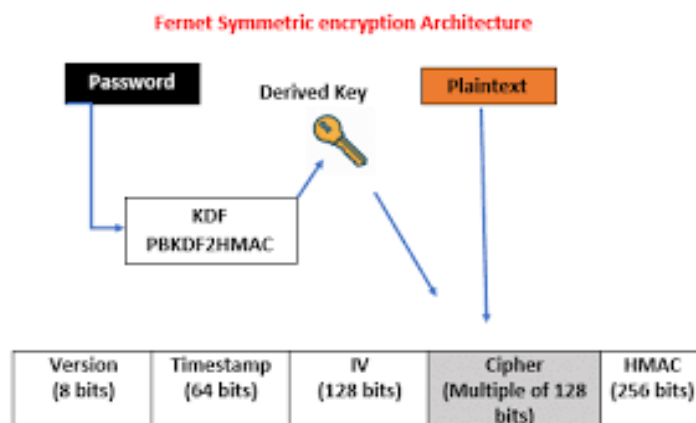 Fernet Symmetric encryption Architecture
Password
Derived Key
Plaintext
KDF
PBKDF2HMAC
Version
(8 bits)
Timestamp
(64 bits)
IV
(128 bits)
Cipher
(Multiple of 128
bits)
HMAC
(256 bits)